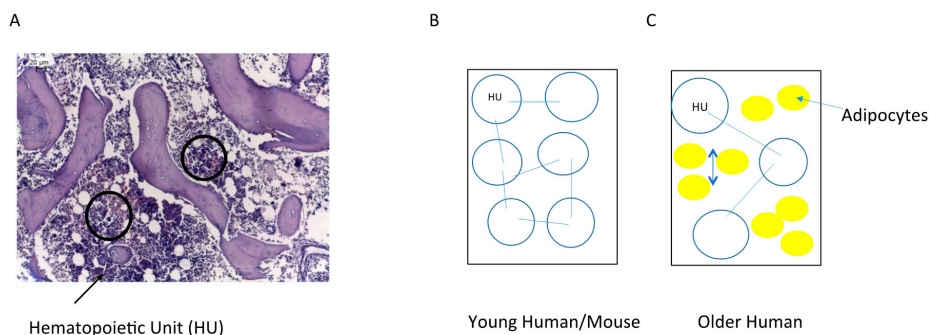 A
B
C
20 µm
HU
HU
Adipocytes
Hematopoietic Unit (HU)
Young Human/Mouse
Older Human